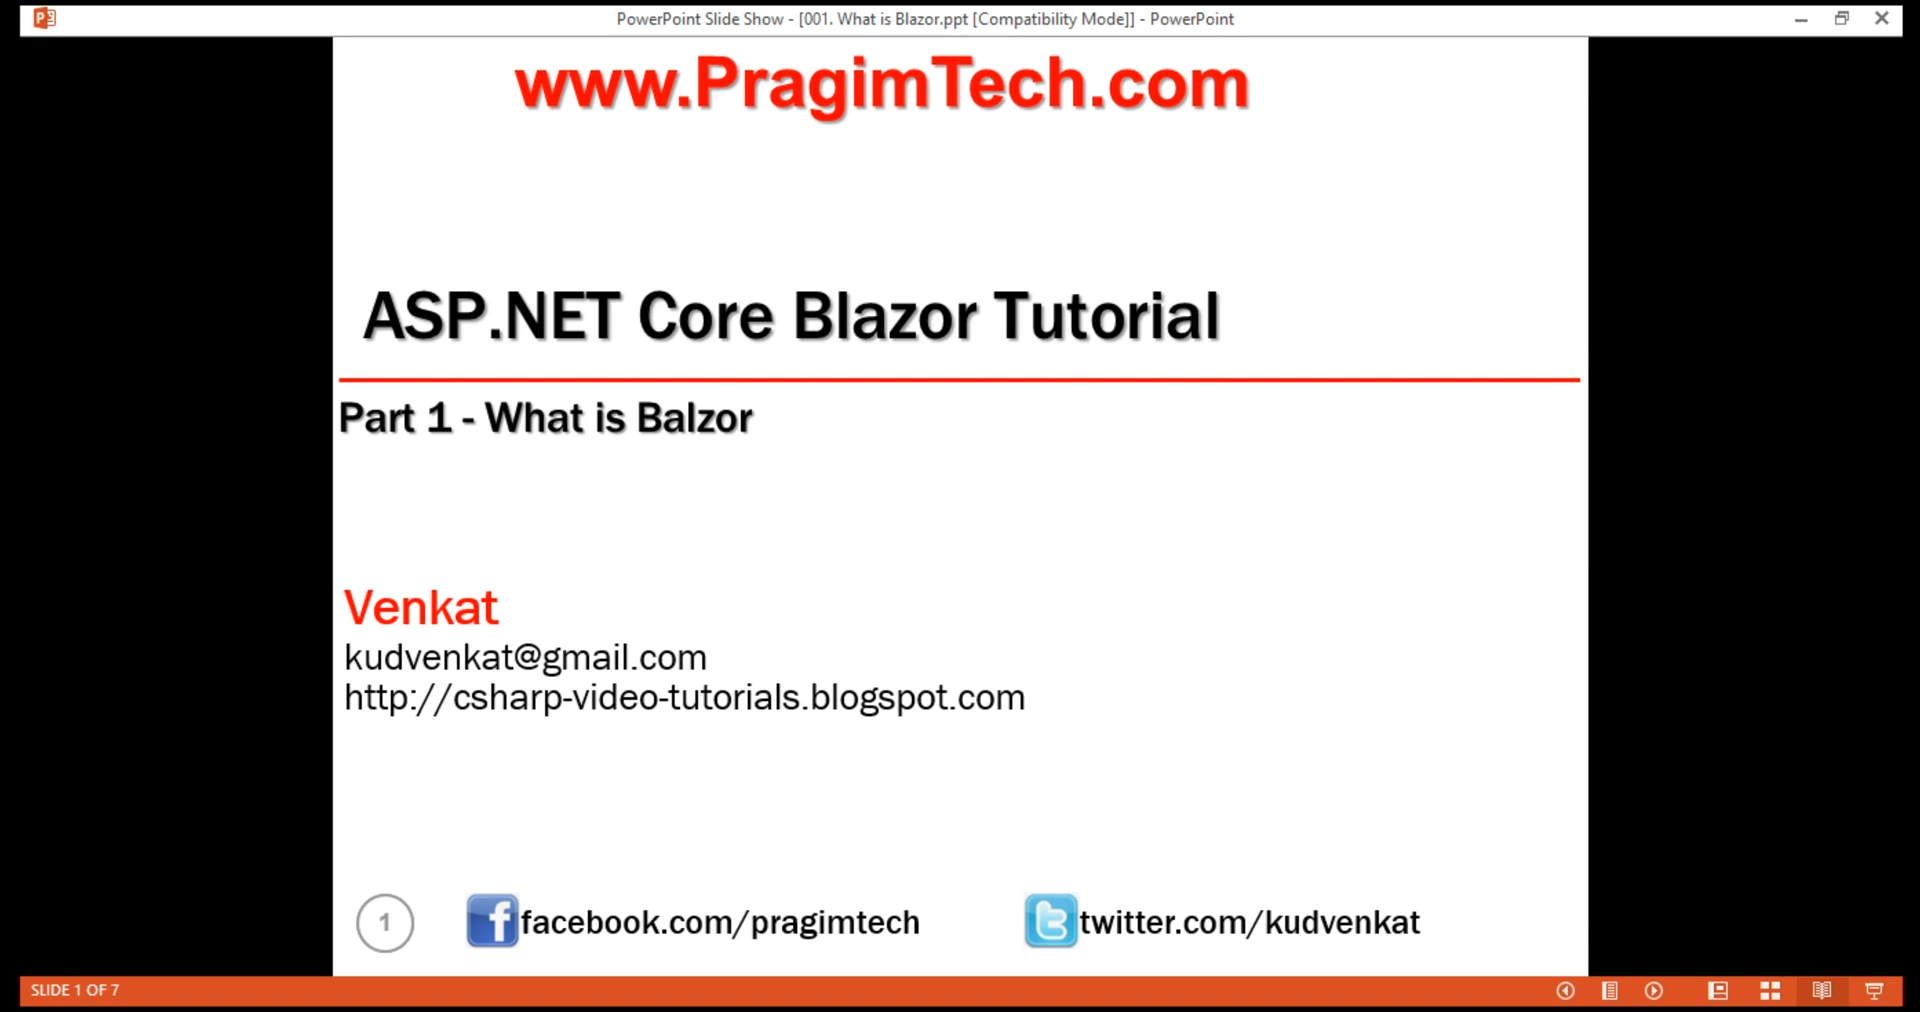 PowerPoint Slide Show - [001. What is Blazor.ppt [Compatibility Mode]] - PowerPoint
www.PragimTech.com
ASP.NET Core Blazor Tutorial
Part 1 - What is Balzor
Venkat
kudvenkat@gmail.com
http://csharp-video-tutorials.blogspot.com
1 facebook.com/pragimtech twitter.com/kudvenkat
SLIDE 1 OF 7